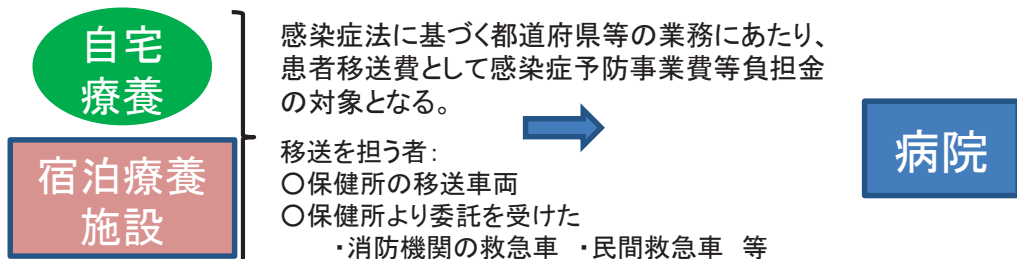 自宅
療養
宿泊療養
施設
感染症法に基づく都道府県等の業務にあたり、
患者移送費として感染症予防事業費等負担金
の対象となる。
移送を担う者：
○保健所の移送車両
○保健所より委託を受けた
・消防機関の救急車　・民間救急車　等
病院